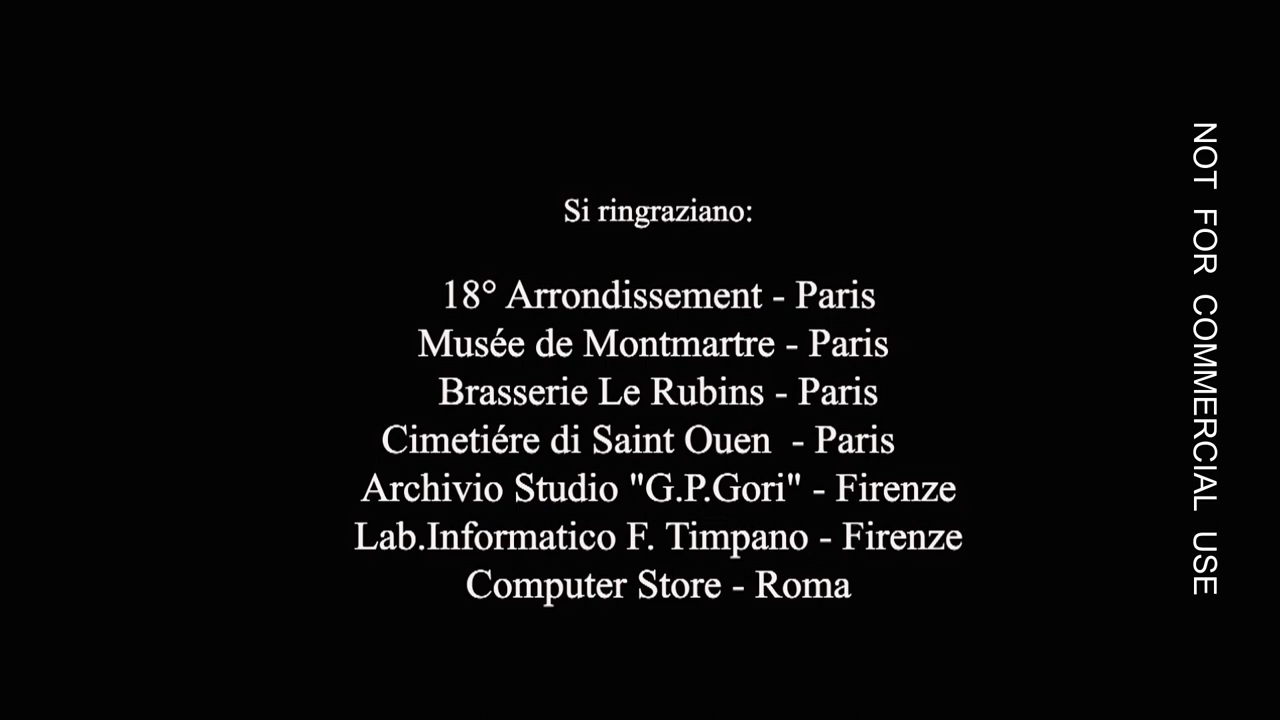 Si ringraziano:
18° Arrondissement - Paris
Musée de Montmartre - Paris
Brasserie Le Rubins - Paris
Cimetiére di Saint Ouen  - Paris
Archivio Studio "G.P.Gori" - Firenze
Lab.Informatico F. Timpano - Firenze
Computer Store - Roma
NOT FOR COMMERCIAL USE